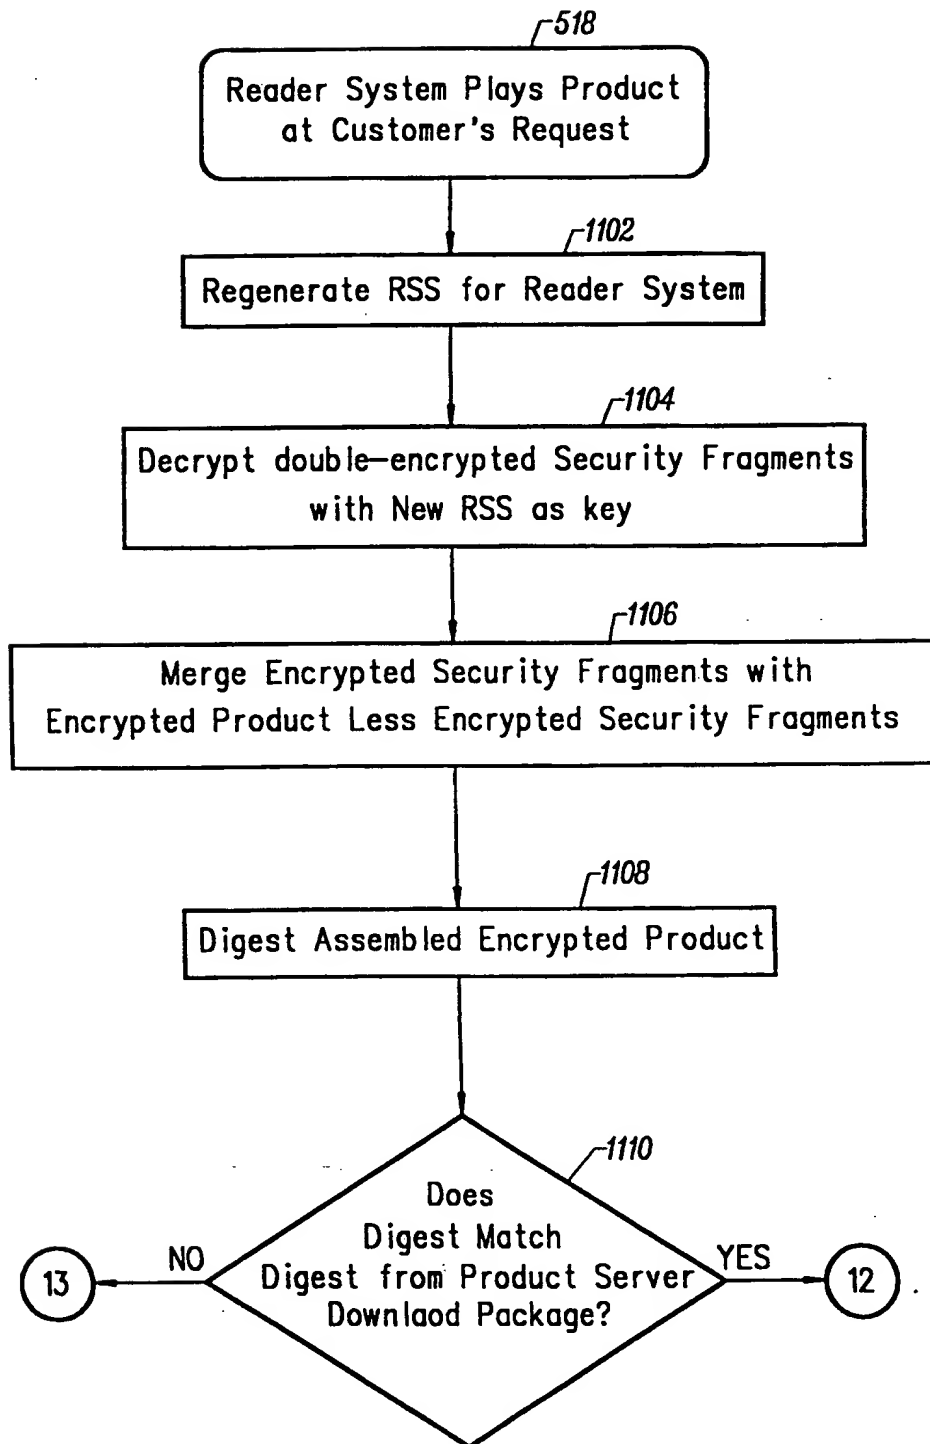 518
Reader System Plays Product
at Customer's Request
1102
Regenerate RSS for Reader System
1104
Decrypt double-encrypted Security Fragments
with New RSS as key
1106
Merge Encrypted Security Fragments with
Encrypted Product Less Encrypted Security Fragments
1108
Digest Assembled Encrypted Product
1110
Does
Digest Match
Digest from Product Server
Downlaod Package?
NO
YES
13
12